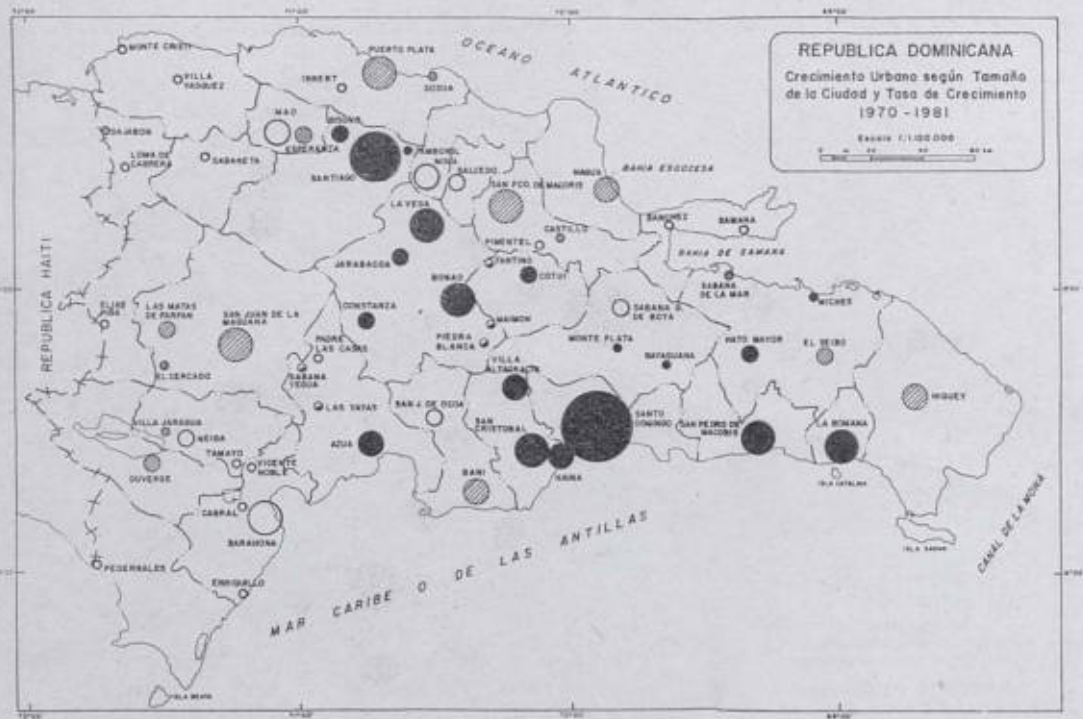 REPUBLICA DOMINICANA
Crecimiento Urbano según Tamaño
de la Ciudad y Tasa de Crecimiento
1970 - 1981
OCEANO ATLANTICO
MONTE CRISTI
VILLA
VASQUEZ
PUERTO PLATA
IMBERT
SOSUA
MAO
BISONO
ESPERANZA
DAJABON
LOMA DE
CABRERA
SABANETA
SANTIAGO
TAMBORIL
MOCA
SALCEDO
SAN FCO. DE MACORIS
NAGUA
BAHIA ESCOCESA
LA VEGA
CASTILLO
PIMENTEL
SANCHEZ
SAMANA
BAHIA DE SAMANA
JARABACOA
FANTINO
COTUI
BONAO
SABANA
DE LA MAR
MICHES
REPUBLICA HAITI
ELIAS
PIÑA
LAS MATAS
DE FARFAN
SAN JUAN DE LA
MAGUANA
CONSTANZA
MAIMON
SABANA G.
DE BOYA
PIEDRA
BLANCA
PADRE
LAS CASAS
MONTE PLATA
BAYAGUANA
HATO MAYOR
EL SEIBO
EL CERCADO
SABANA
YEGUA
VILLA
ALTAGRACIA
HIGUEY
LAS YAYAS
SAN J. DE OCOA
SAN
CRISTOBAL
SANTO
DOMINGO
SAN PEDRO DE
MACORIS
LA ROMANA
VILLA JARAGUA
NEIBA
AZUA
TAMAYO
VICENTE
NOBLE
DUVERGE
BANI
HAINA
ISLA CATALINA
CABRAL
BARAHONA
ISLA SAONA
CANAL DE LA MONA
PEDERNALES
ENRIQUILLO
MAR CARIBE O DE LAS ANTILLAS
ISLA BEATA